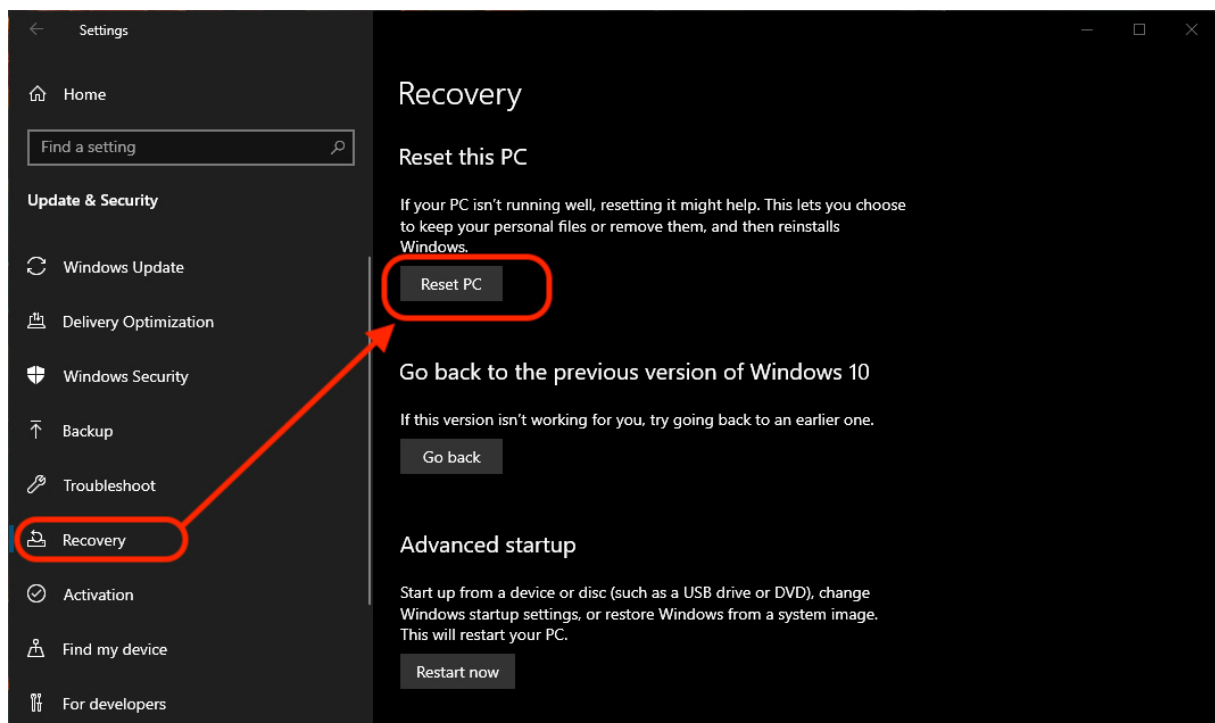 Settings
Home
Find a setting
Update & Security
Windows Update
Delivery Optimization
Windows Security
Backup
Troubleshoot
Recovery
Activation
Find my device
For developers
Recovery
Reset this PC
If your PC isn't running well, resetting it might help. This lets you choose
to keep your personal files or remove them, and then reinstalls
Windows.
Reset PC
Go back to the previous version of Windows 10
If this version isn't working for you, try going back to an earlier one.
Go back
Advanced startup
Start up from a device or disc (such as a USB drive or DVD), change
Windows startup settings, or restore Windows from a system image.
This will restart your PC.
Restart now